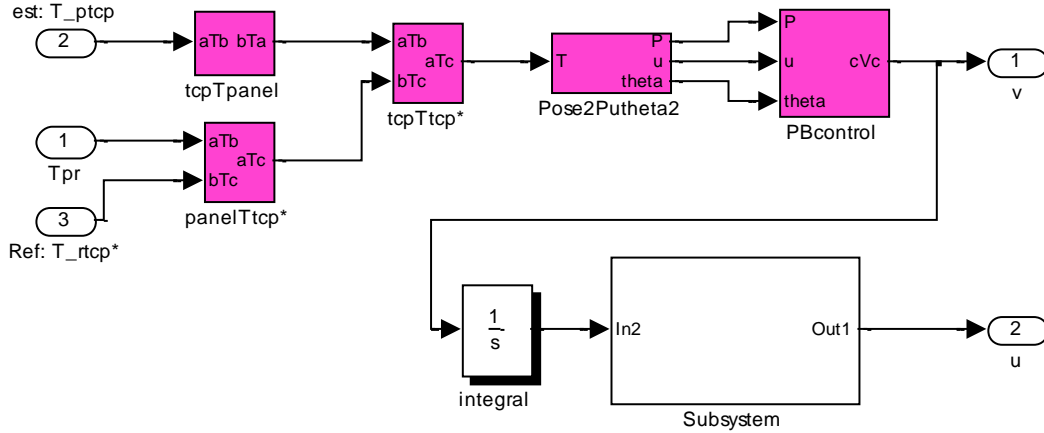 est: T_ptcp
2
aTb bTa
tcpTpanel
aTb
aTc
bTc
tcpTtcp*
T
P
u
theta
Pose2Putheta2
P
u
theta
cVc
PBcontrol
1
v
1
Tpr
aTb
aTc
bTc
panelTtcp*
3
Ref: T_rtcp*
1
s
integral
In2
Out1
Subsystem
2
u